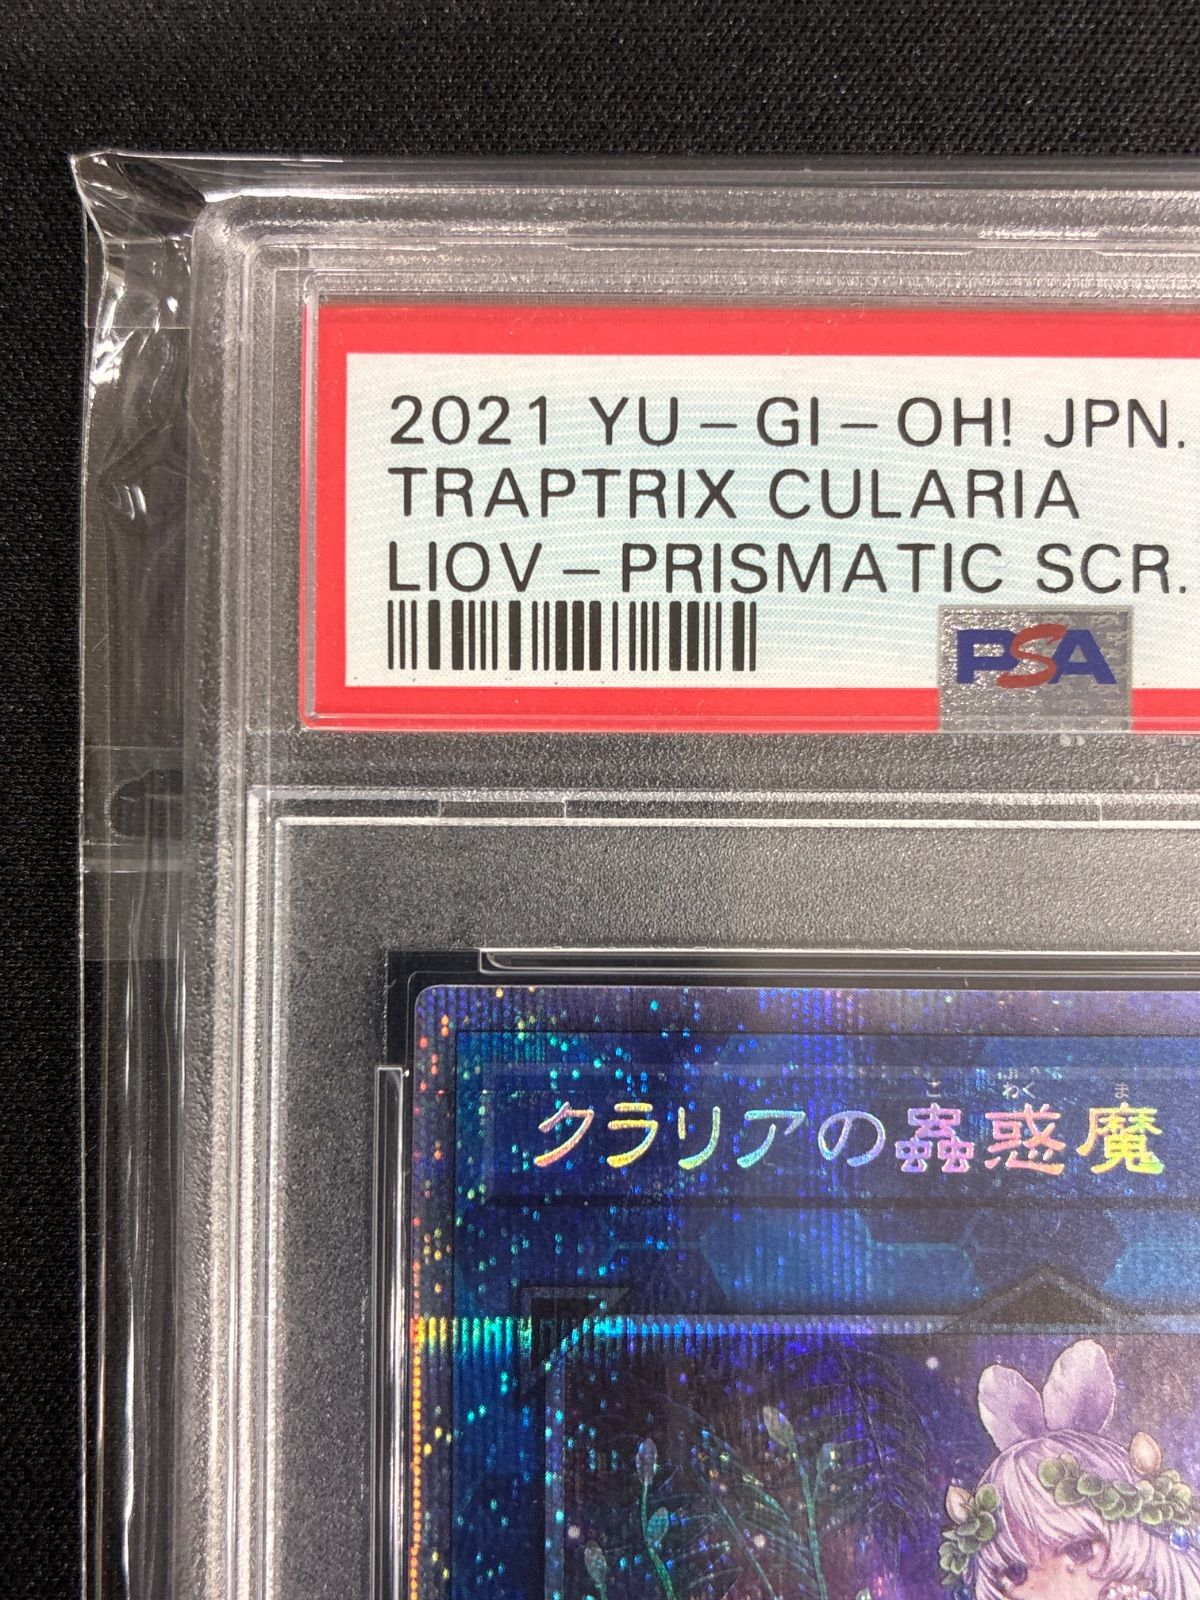 2021 YU-GI-OH! JPN.
TRAPTRIX CULARIA
LIOV-PRISMATIC SCR.
PSA
こ わく ま
クラリアの蟲惑魔